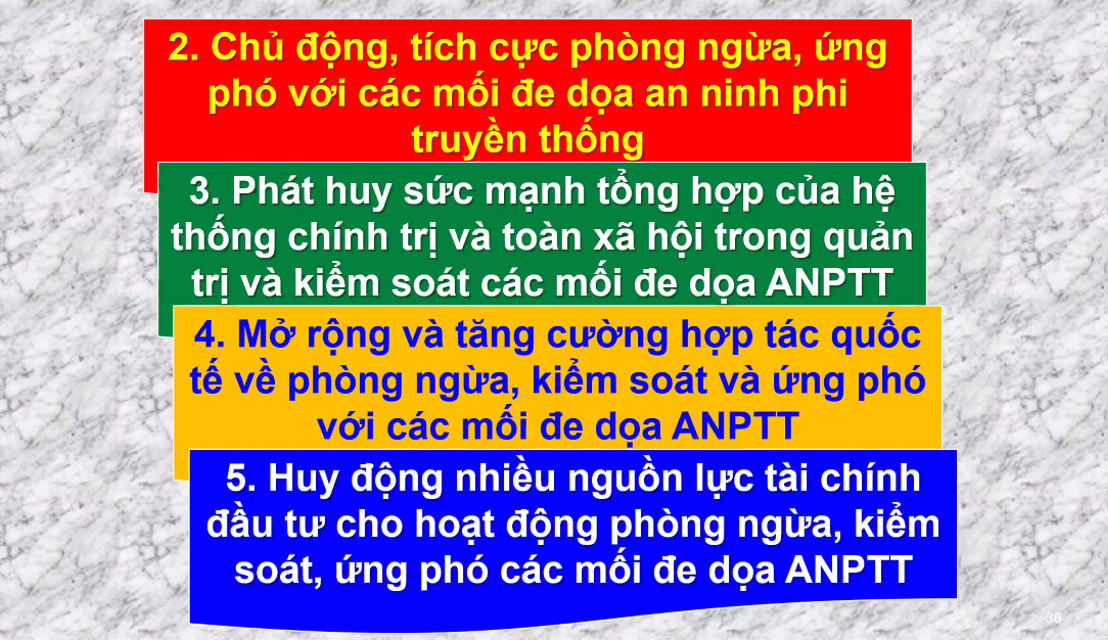 2. Chủ động, tích cực phòng ngừa, ứng
phó với các mối đe dọa an ninh phi
truyền thống
3. Phát huy sức mạnh tổng hợp của hệ
thống chính trị và toàn xã hội trong quản
trị và kiểm soát các mối đe dọa ANPTT
4. Mở rộng và tăng cường hợp tác quốc
tế về phòng ngừa, kiểm soát và ứng phó
với các mối đe dọa ANPTT
5. Huy động nhiều nguồn lực tài chính
đầu tư cho hoạt động phòng ngừa, kiểm
soát, ứng phó các mối đe dọa ANPTT
36